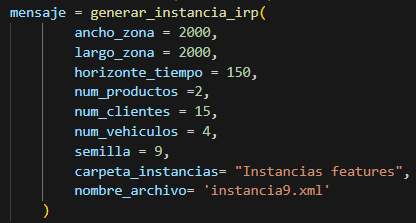 mensaje = generar_instancia_irp(
ancho_zona = 2000,
largo_zona = 2000,
horizonte_tiempo = 150,
num_productos =2,
num_clientes = 15,
num_vehiculos = 4,
semilla = 9,
carpeta_instancias= "Instancias features",
nombre_archivo= 'instancia9.xml'
)